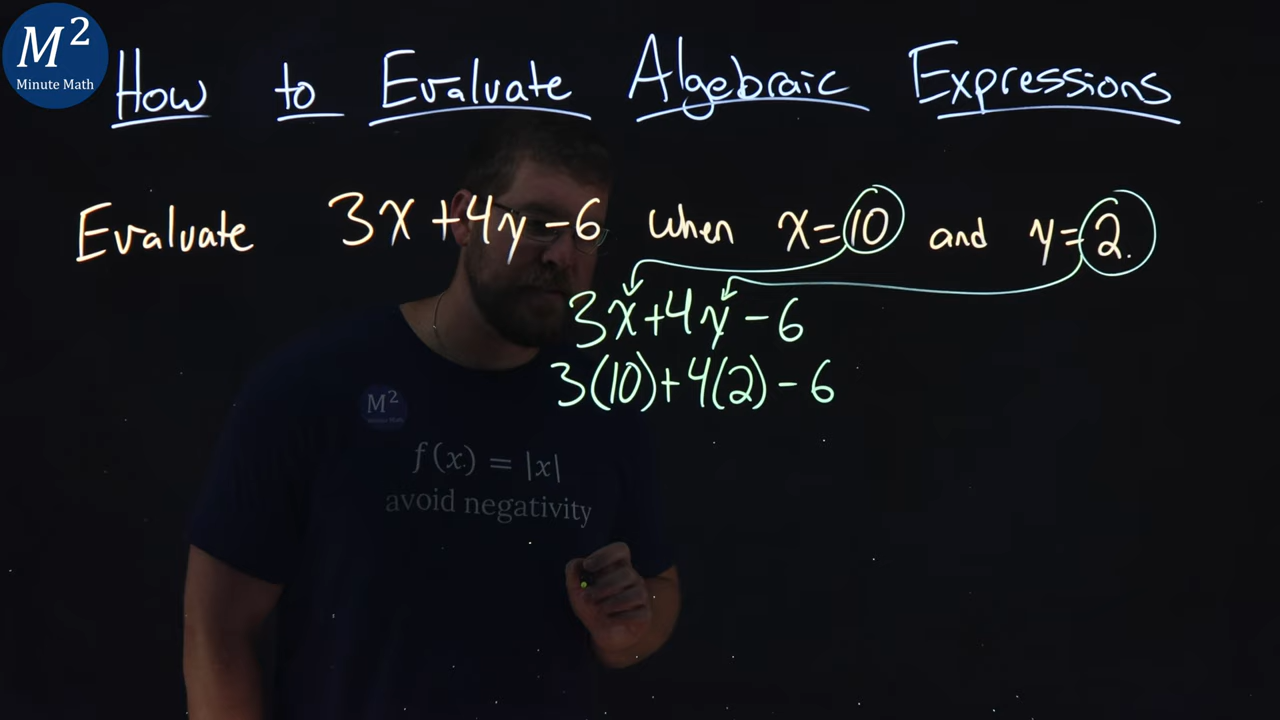 M²
Minute Math
How to Evaluate Algebraic Expressions
Evaluate 3x+4y-6 when x=10 and y=2.
3x+4y-6
3(10)+4(2)-6
M²
Minute Math
f(x) = |x|
avoid negativity